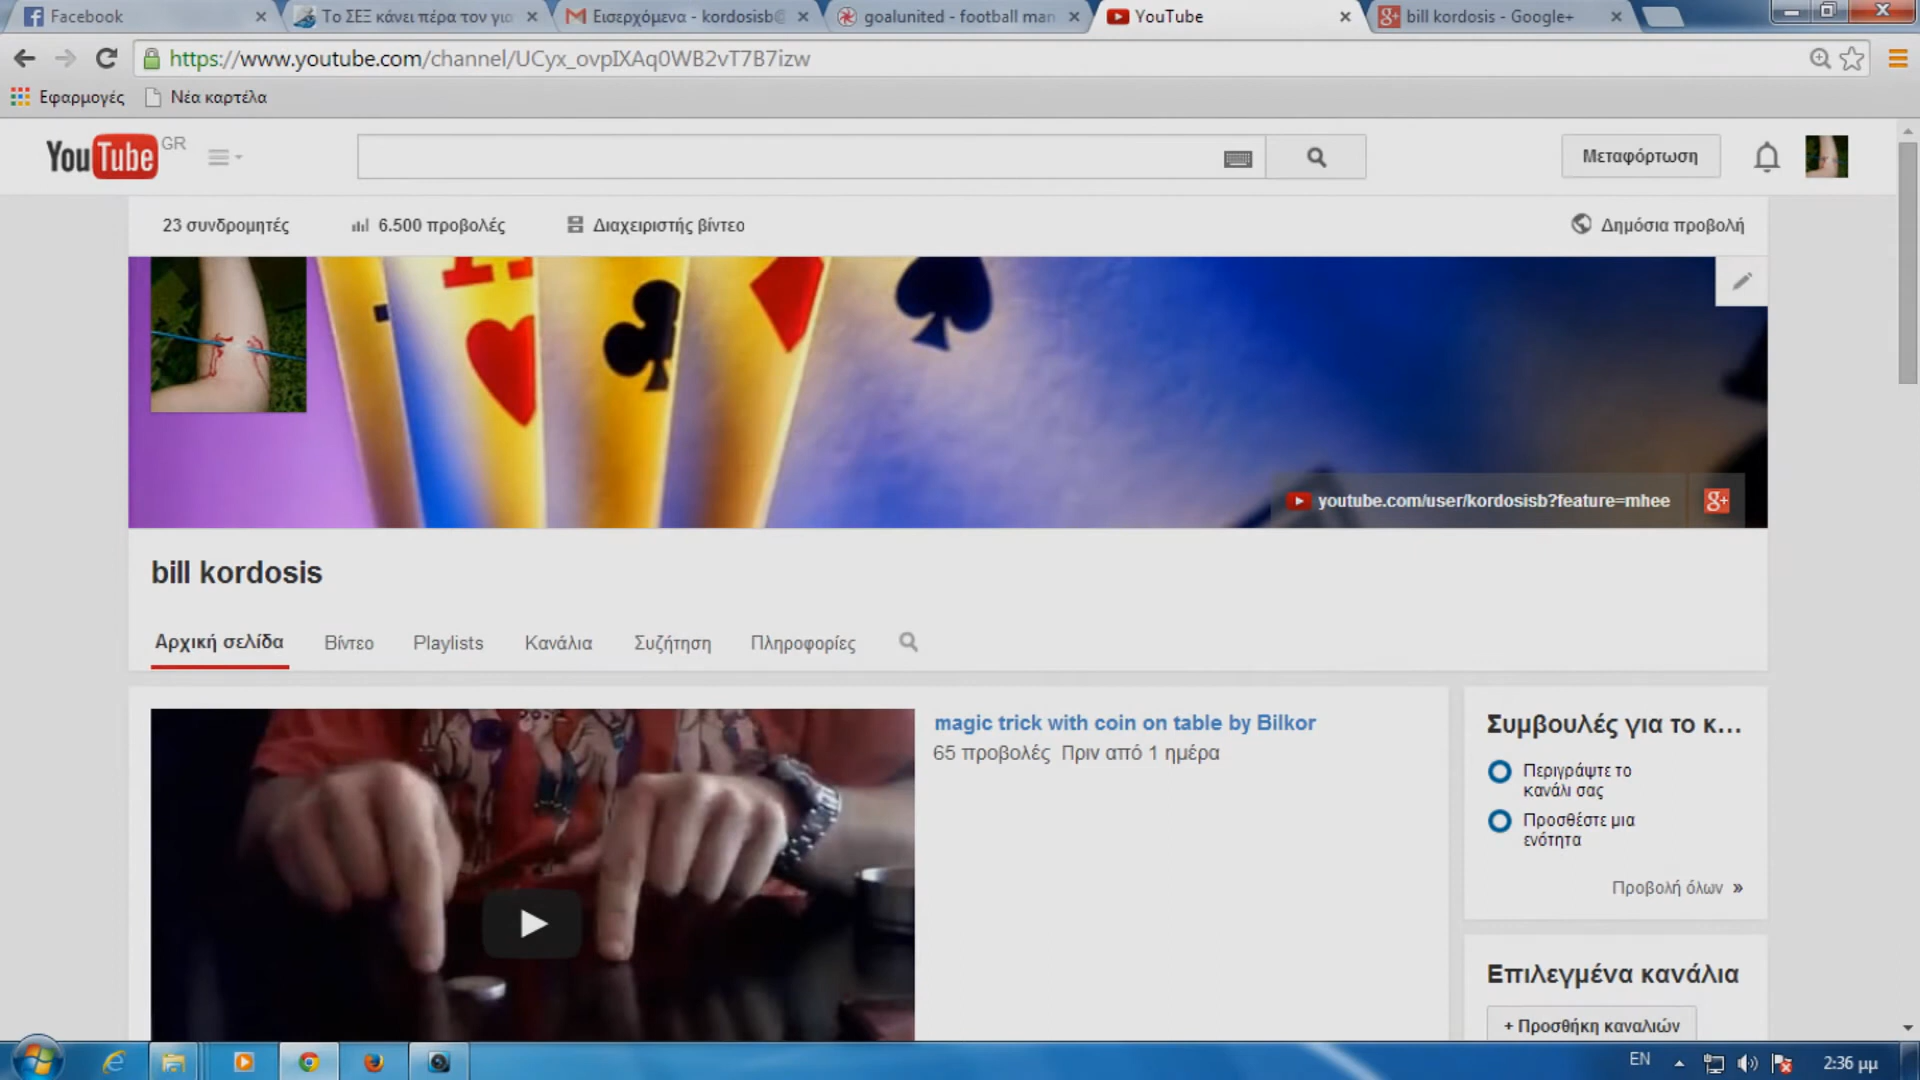 Facebook
Το ΣΕΞ κάνει πέρα τον για
Εισερχόμενα - kordosisb@
goalunited - football man
YouTube
bill kordosis - Google+
https://www.youtube.com/channel/UCyx_ovpIXAq0WB2vT7B7izw
Εφαρμογές
Νέα καρτέλα
YouTube GR
Μεταφόρτωση
23 συνδρομητές
6.500 προβολές
Διαχειριστής βίντεο
Δημόσια προβολή
youtube.com/user/kordosisb?feature=mhee
g+
bill kordosis
Αρχική σελίδα
Βίντεο
Playlists
Κανάλια
Συζήτηση
Πληροφορίες
magic trick with coin on table by Bilkor
65 προβολές Πριν από 1 ημέρα
Συμβουλές για το κ...
Περιγράψτε το
κανάλι σας
Προσθέστε μια
ενότητα
Προβολή όλων »
Επιλεγμένα κανάλια
+ Προσθήκη καναλιών
EN
2:36 μμ